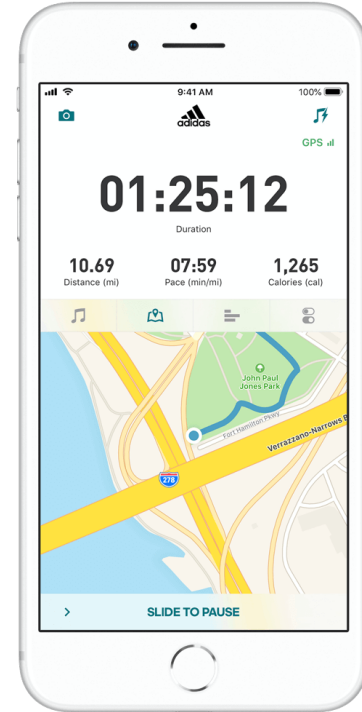 9:41 AM
100%
adidas
GPS
01:25:12
Duration
10.69 07:59 1,265
Distance (mi) Pace (min/mi) Calories (cal)
John Paul
Jones Park
Fort Hamilton Pkwy
Verrazzano-Narrows
278
SLIDE TO PAUSE